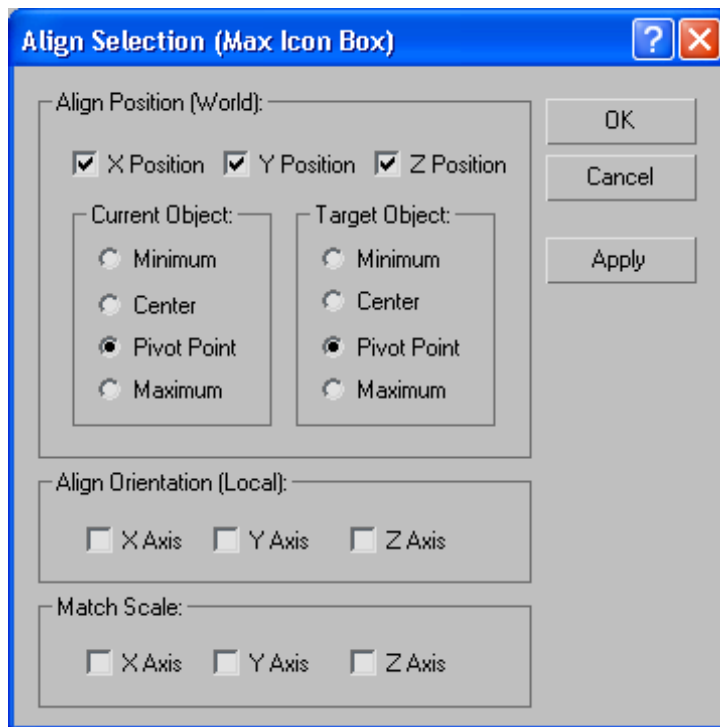 Align Selection (Max Icon Box)
?
Align Position (World):
X Position Y Position Z Position
Current Object:
Minimum
Center
Pivot Point
Maximum
Target Object:
Minimum
Center
Pivot Point
Maximum
Align Orientation (Local):
X Axis Y Axis Z Axis
Match Scale:
X Axis Y Axis Z Axis
OK
Cancel
Apply